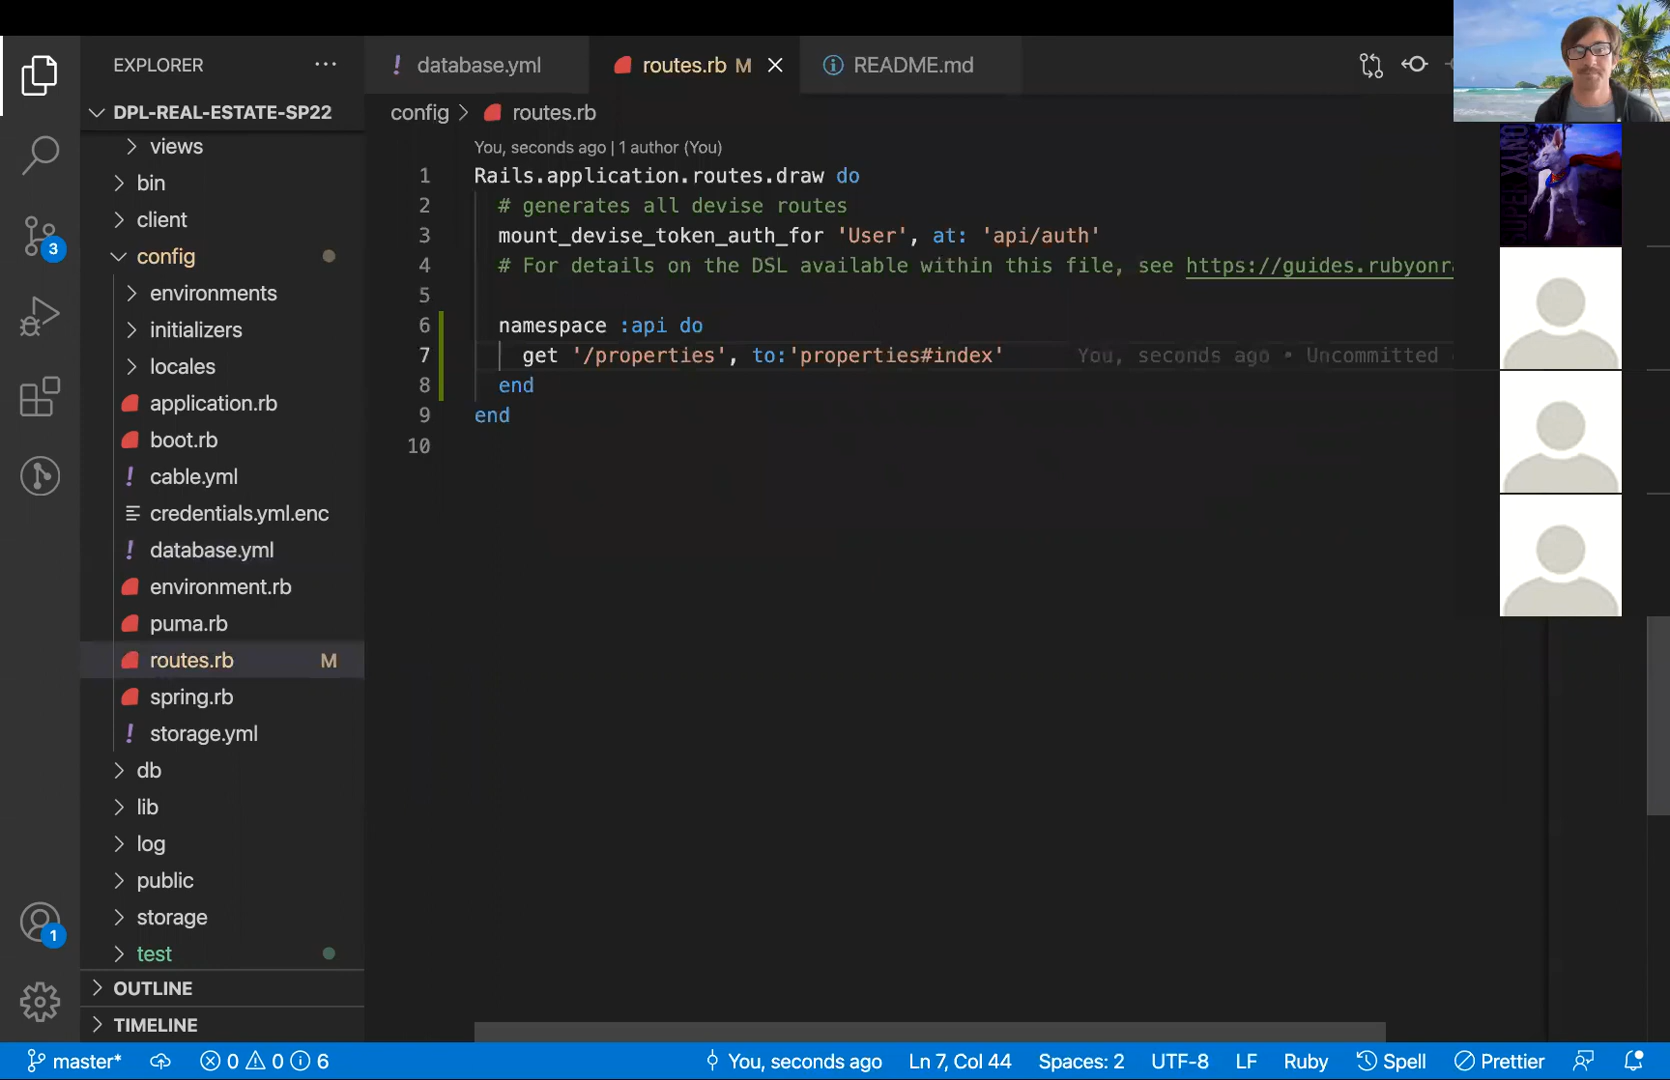 EXPLORER
DPL-REAL-ESTATE-SP22
views
bin
client
config
environments
initializers
locales
application.rb
boot.rb
cable.yml
credentials.yml.enc
database.yml
environment.rb
puma.rb
routes.rb M
spring.rb
storage.yml
db
lib
log
public
storage
test
OUTLINE
TIMELINE
3
1
! database.yml
routes.rb M
README.md
config > routes.rb
You, seconds ago | 1 author (You)
1 Rails.application.routes.draw do
2 # generates all devise routes
3 mount_devise_token_auth_for 'User', at: 'api/auth'
4 # For details on the DSL available within this file, see https://guides.rubyonra
5
6 namespace :api do
7 get '/properties', to:'properties#index' You, seconds ago • Uncommitted
8 end
9 end
10
SUPER XANO
master* 0 0 6 You, seconds ago Ln 7, Col 44 Spaces: 2 UTF-8 LF Ruby Spell Prettier